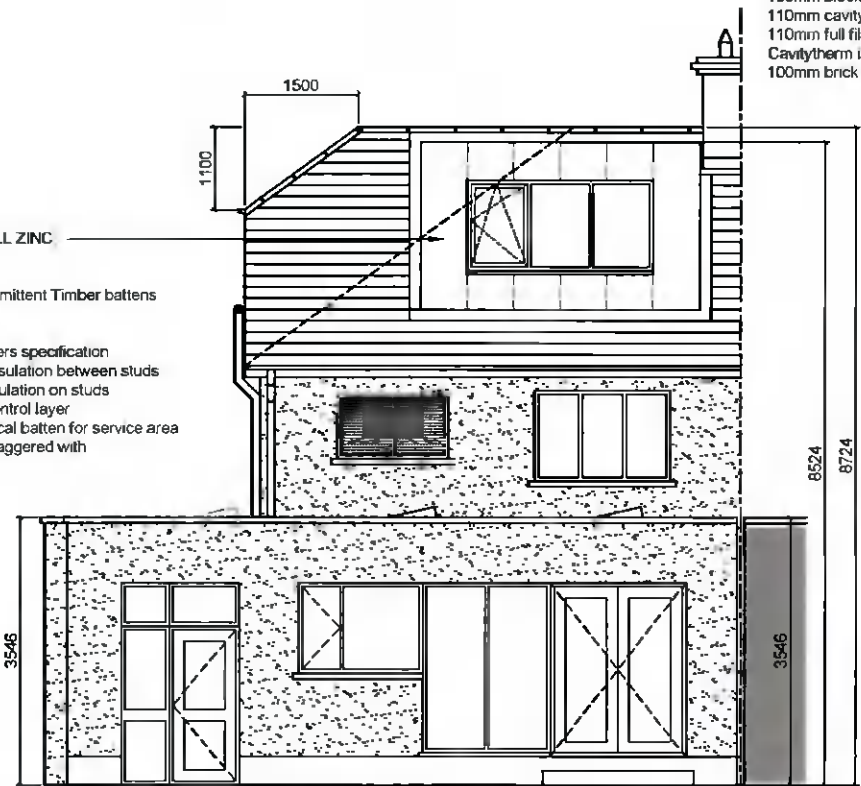 110mm cavity
110mm full fil
Cavitytherm i
100mm brick
1500
1100
LL ZINC
mittent Timber battens
ers specification
sulation between studs
ulation on studs
ntrol layer
cal batten for service area
aggered with
8524
8724
3546
3546